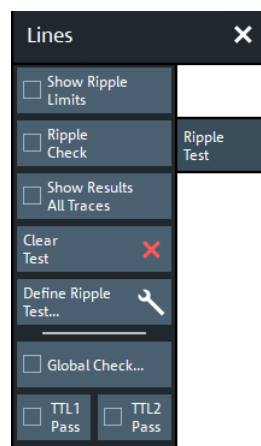 Lines
Show Ripple
Limits
Ripple
Check
Ripple
Test
Show Results
All Traces
Clear
Test
Define Ripple
Test...
Global Check...
TTL1
Pass
TTL2
Pass